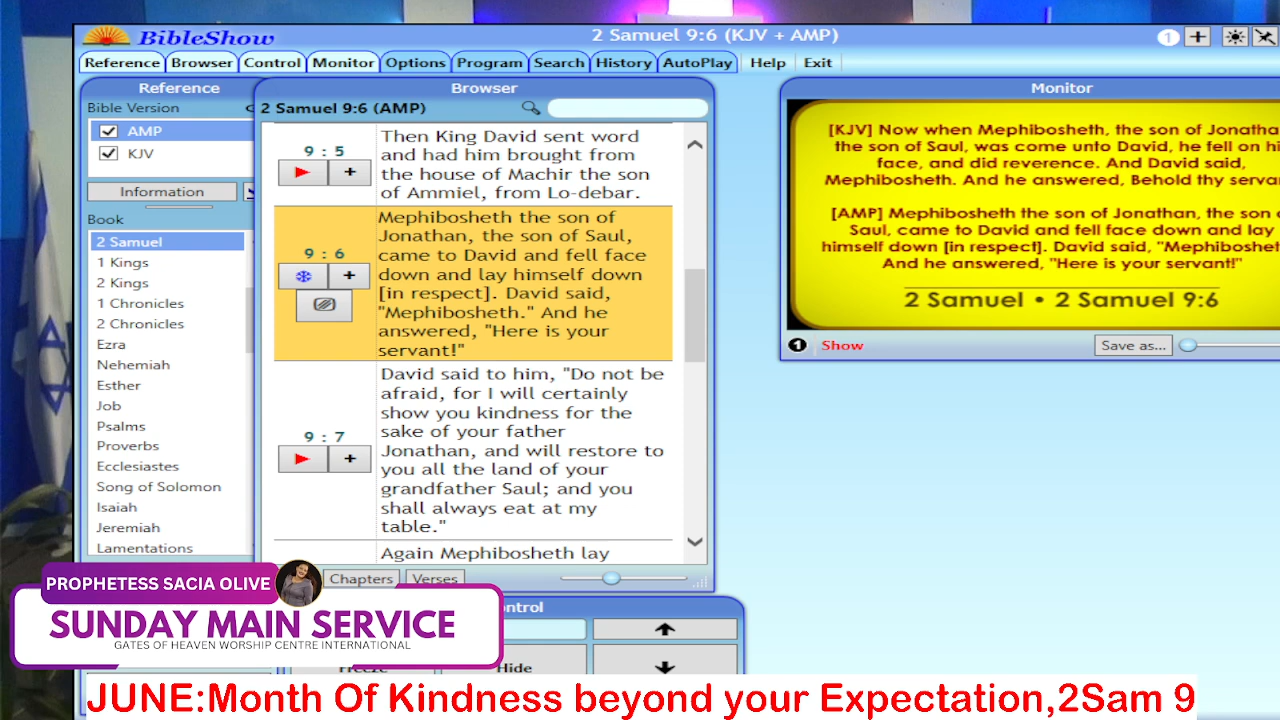 BibleShow
2 Samuel 9:6 (KJV + AMP)
1
Reference Browser Control Monitor Options Program Search History AutoPlay Help Exit
Reference
Bible Version
AMP
KJV
Information
Book
2 Samuel
1 Kings
2 Kings
1 Chronicles
2 Chronicles
Ezra
Nehemiah
Esther
Job
Psalms
Proverbs
Ecclesiastes
Song of Solomon
Isaiah
Jeremiah
Lamentations
Browser
2 Samuel 9:6 (AMP)
9 : 5
Then King David sent word
and had him brought from
the house of Machir the son
of Ammiel, from Lo-debar.
9 : 6
Mephibosheth the son of
Jonathan, the son of Saul,
came to David and fell face
down and lay himself down
[in respect]. David said,
"Mephibosheth." And he
answered, "Here is your
servant!"
9 : 7
David said to him, "Do not be
afraid, for I will certainly
show you kindness for the
sake of your father
Jonathan, and will restore to
you all the land of your
grandfather Saul; and you
shall always eat at my
table."
Again Mephibosheth lay
Chapters Verses
Monitor
[KJV] Now when Mephibosheth, the son of Jonatha
the son of Saul, was come unto David, he fell on hi
face, and did reverence. And David said,
Mephibosheth. And he answered, Behold thy serva
[AMP] Mephibosheth the son of Jonathan, the son o
Saul, came to David and fell face down and lay
himself down [in respect]. David said, "Mephiboshet
And he answered, "Here is your servant!"
2 Samuel • 2 Samuel 9:6
1 Show
Save as...
ntrol
Freeze Hide
PROPHETESS SACIA OLIVE
SUNDAY MAIN SERVICE
GATES OF HEAVEN WORSHIP CENTRE INTERNATIONAL
JUNE:Month Of Kindness beyond your Expectation,2Sam 9